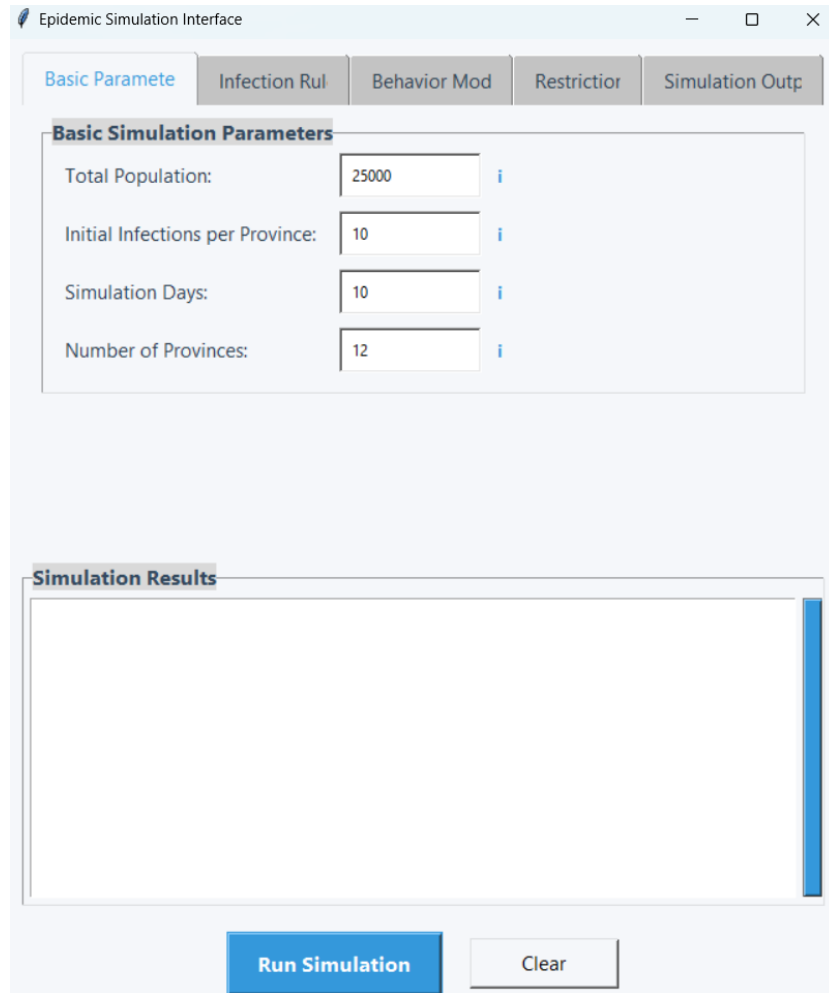 Epidemic Simulation Interface
Basic Paramete Infection Rul Behavior Mod Restriction Simulation Outp
Basic Simulation Parameters
Total Population: 25000 i
Initial Infections per Province: 10 i
Simulation Days: 10 i
Number of Provinces: 12 i
Simulation Results
Run Simulation Clear